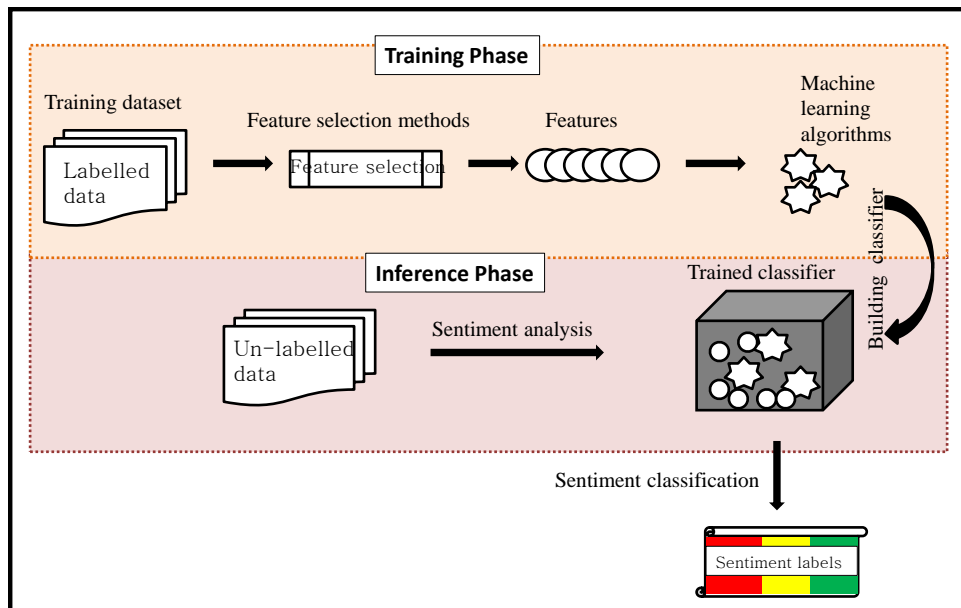 Training Phase
Training dataset
Labelled
data
Feature selection methods
Feature selection
Features
Machine
learning
algorithms
Building classifier
Inference Phase
Un-labelled
data
Sentiment analysis
Trained classifier
Sentiment classification
Sentiment labels